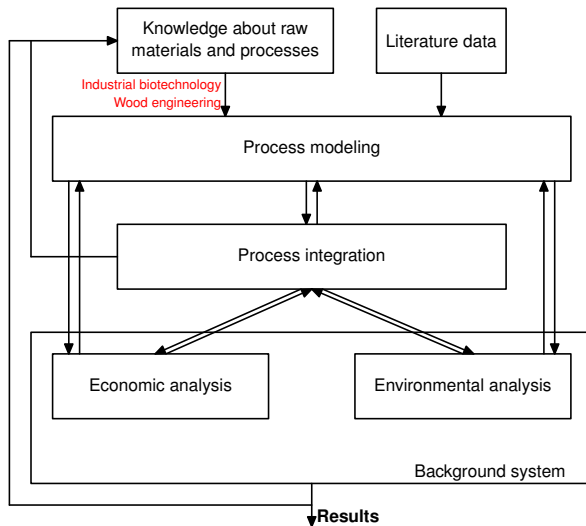 Knowledge about raw
materials and processes
Literature data
Industrial biotechnology
Wood engineering
Process modeling
Process integration
Economic analysis
Environmental analysis
Background system
Results